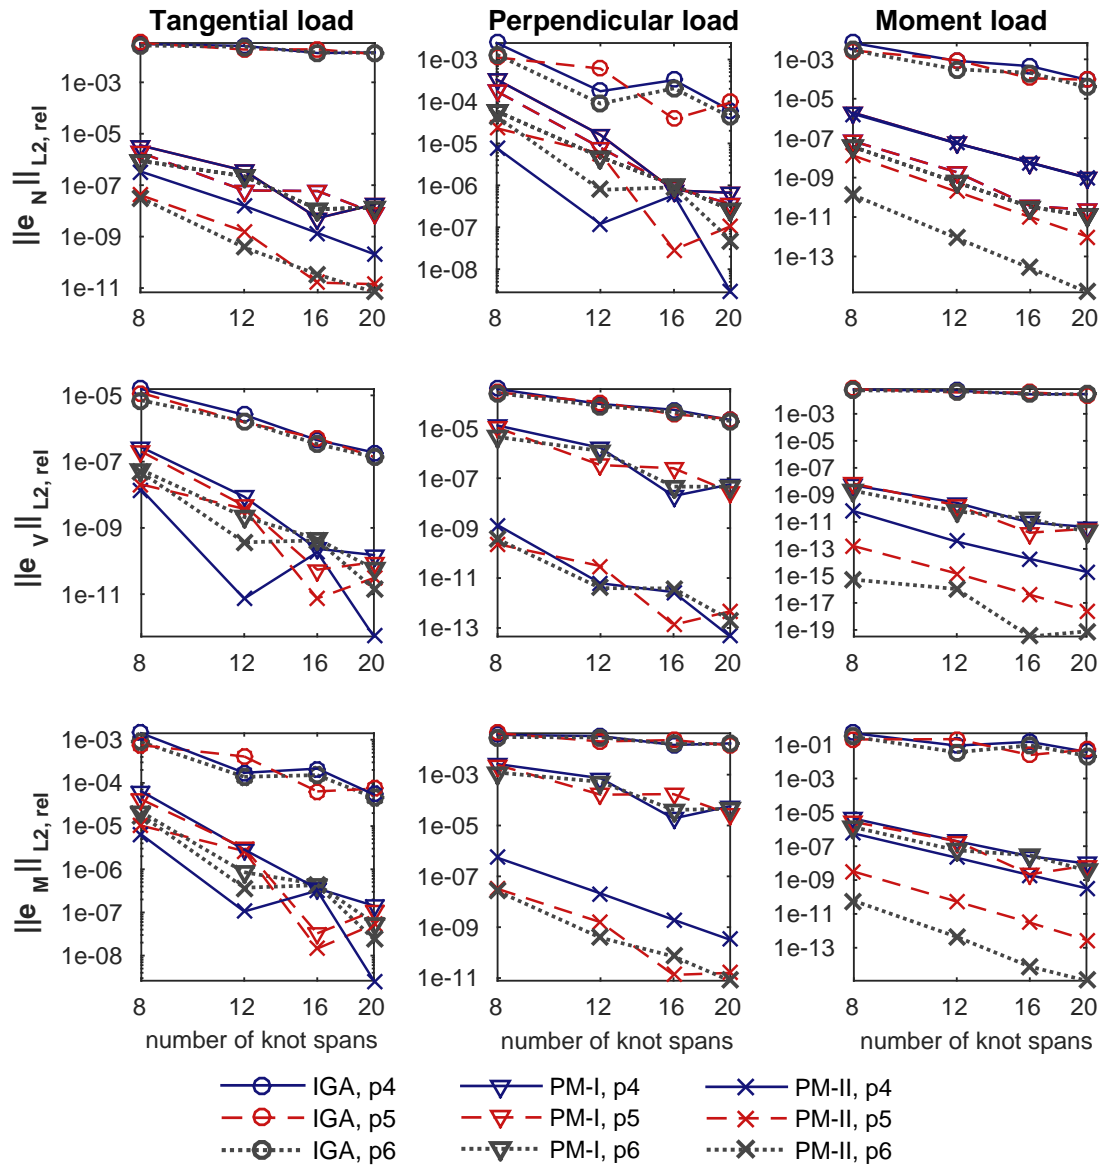 Tangential load Perpendicular load Moment load
||e_N||_L2, rel
1e-03
1e-05
1e-07
1e-09
1e-11
8 12 16 20
1e-03
1e-04
1e-05
1e-06
1e-07
1e-08
8 12 16 20
1e-03
1e-05
1e-07
1e-09
1e-11
1e-13
8 12 16 20
||e_V||_L2, rel
1e-05
1e-07
1e-09
1e-11
8 12 16 20
1e-05
1e-07
1e-09
1e-11
1e-13
8 12 16 20
1e-03
1e-05
1e-07
1e-09
1e-11
1e-13
1e-15
1e-17
1e-19
8 12 16 20
||e_M||_L2, rel
1e-03
1e-04
1e-05
1e-06
1e-07
1e-08
8 12 16 20
number of knot spans
1e-03
1e-05
1e-07
1e-09
1e-11
8 12 16 20
number of knot spans
1e-01
1e-03
1e-05
1e-07
1e-09
1e-11
1e-13
8 12 16 20
number of knot spans
IGA, p4 PM-I, p4 PM-II, p4
IGA, p5 PM-I, p5 PM-II, p5
IGA, p6 PM-I, p6 PM-II, p6